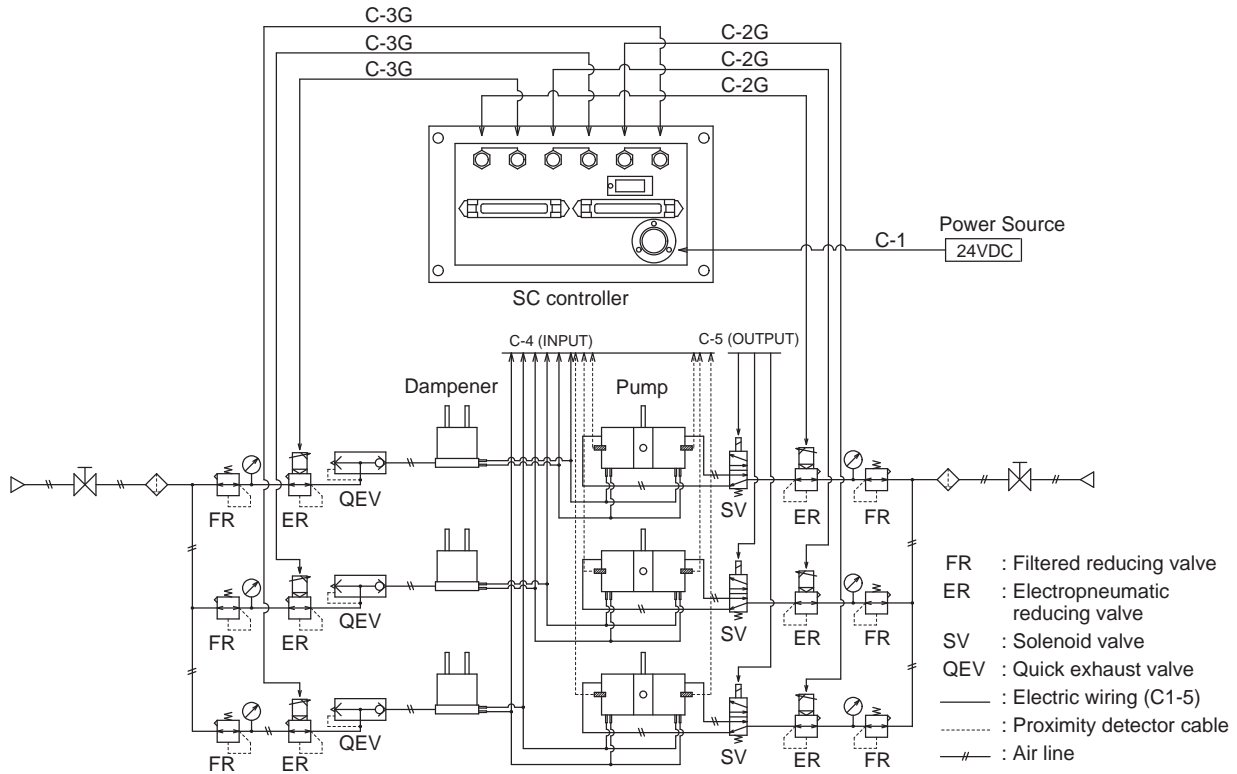 C-3G
C-2G
C-3G
C-2G
C-3G
C-2G
Power Source
C-1
24VDC
SC controller
C-4 (INPUT)
C-5 (OUTPUT)
Dampener
Pump
FR
ER
QEV
SV
ER
FR
FR
ER
QEV
SV
ER
FR
FR
ER
QEV
SV
ER
FR
FR : Filtered reducing valve
ER : Electropneumatic
reducing valve
SV : Solenoid valve
QEV : Quick exhaust valve
: Electric wiring (C1-5)
: Proximity detector cable
: Air line